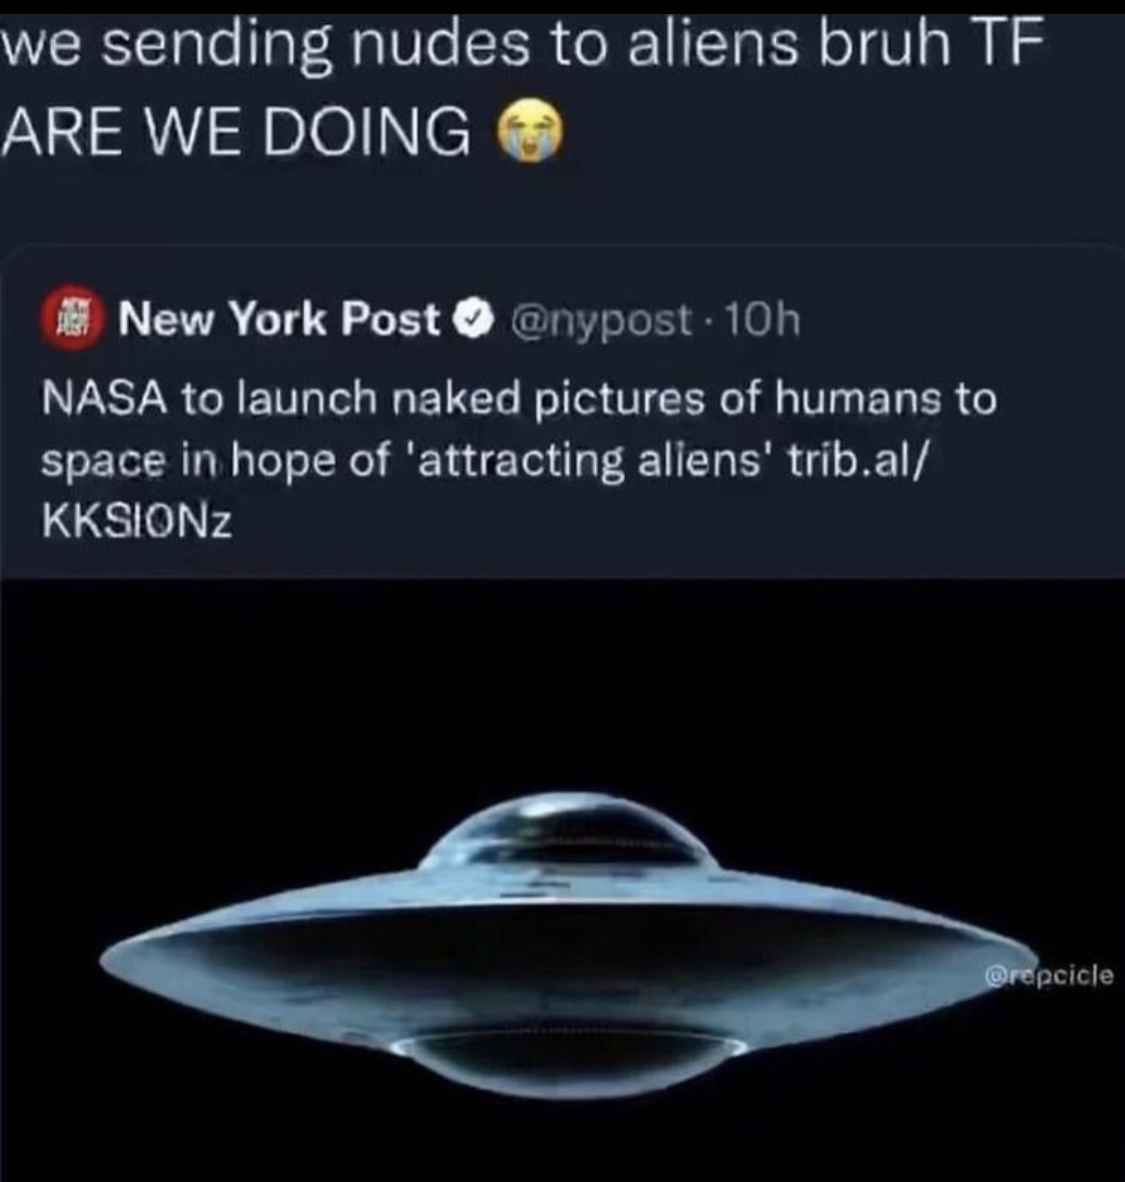 we sending nudes to aliens bruh TF
ARE WE DOING 😭
New York Post @nypost · 10h
NASA to launch naked pictures of humans to
space in hope of 'attracting aliens' trib.al/
KKSIONz
@repcicle